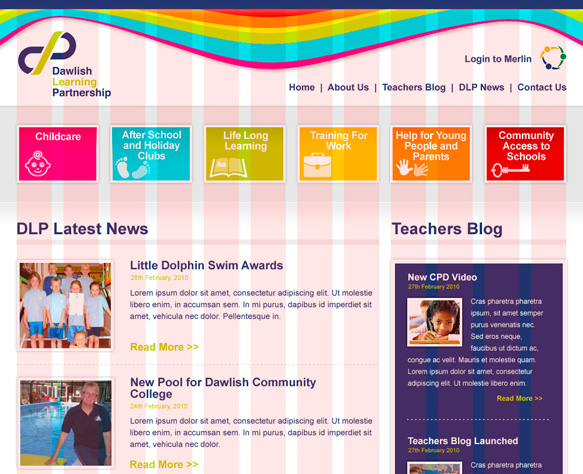 Dawlish
Learning
Partnership
Login to Merlin
Home | About Us | Teachers Blog | DLP News | Contact Us
Childcare
After School
and Holiday
Clubs
Life Long
Learning
Training For
Work
Help for Young
People and
Parents
Community
Access to
Schools
DLP Latest News
Little Dolphin Swim Awards
28th February, 2010
Lorem ipsum dolor sit amet, consectetur adipiscing elit. Ut molestie
libero enim, in accumsan sem. In mi purus, dapibus id imperdiet sit
amet, vehicula nec dolor. Pellentesque in.
Read More >>
New Pool for Dawlish Community
College
24th February, 2010
Lorem ipsum dolor sit amet, consectetur adipiscing elit. Ut molestie
libero enim, in accumsan sem. In mi purus, dapibus id imperdiet sit
amet, vehicula nec dolor.
Read More >>
Teachers Blog
New CPD Video
27th February 2010
Cras pharetra pharetra
ipsum, sit amet semper
purus venenatis nec.
Sed eros neque,
faucibus ut dictum ac,
congue ac velit. Mauris et molestie quam.
Lorem ipsum dolor sit amet, consectetur
adipiscing elit. Ut molestie libero enim.
Read More >>
Teachers Blog Launched
27th February 2010
Cras pharetra pharetra